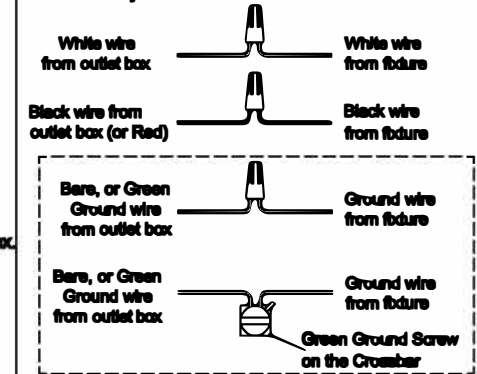 White wire
from outlet box
White wire
from fixture
Black wire from
outlet box (or Red)
Black wire
from fixture
Bare, or Green
Ground wire
from outlet box
Ground wire
from fixture
Bare, or Green
Ground wire
from outlet box
Ground wire
from fixture
Green Ground Screw
on the Crossbar